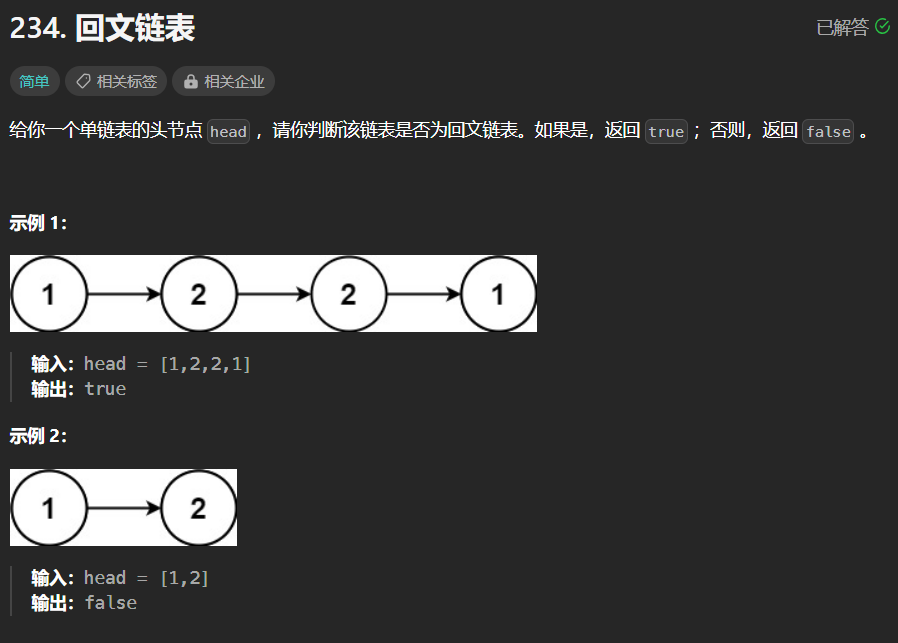 234. 回文链表
已解答
简单 相关标签 相关企业
给你一个单链表的头节点 head ，请你判断该链表是否为回文链表。如果是，返回 true ；否则，返回 false 。
示例 1：
1 2 2 1
输入：head = [1,2,2,1]
输出：true
示例 2：
1 2
输入：head = [1,2]
输出：false